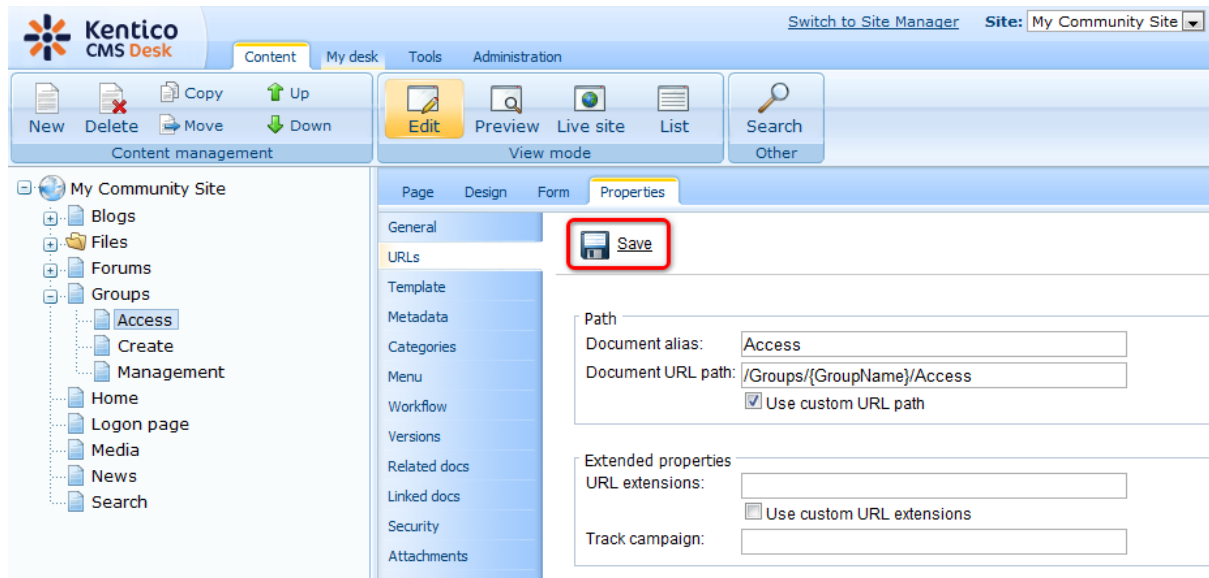 Kentico
CMS Desk
Switch to Site Manager Site: My Community Site
Content My desk Tools Administration
New Delete Copy Move Up Down
Content management
Edit Preview Live site List
View mode
Search
Other
My Community Site
Blogs
Files
Forums
Groups
Access
Create
Management
Home
Logon page
Media
News
Search
Page Design Form Properties
General
URLs
Template
Metadata
Categories
Menu
Workflow
Versions
Related docs
Linked docs
Security
Attachments
Save
Path
Document alias: Access
Document URL path: /Groups/{GroupName}/Access
Use custom URL path
Extended properties
URL extensions:
Use custom URL extensions
Track campaign: